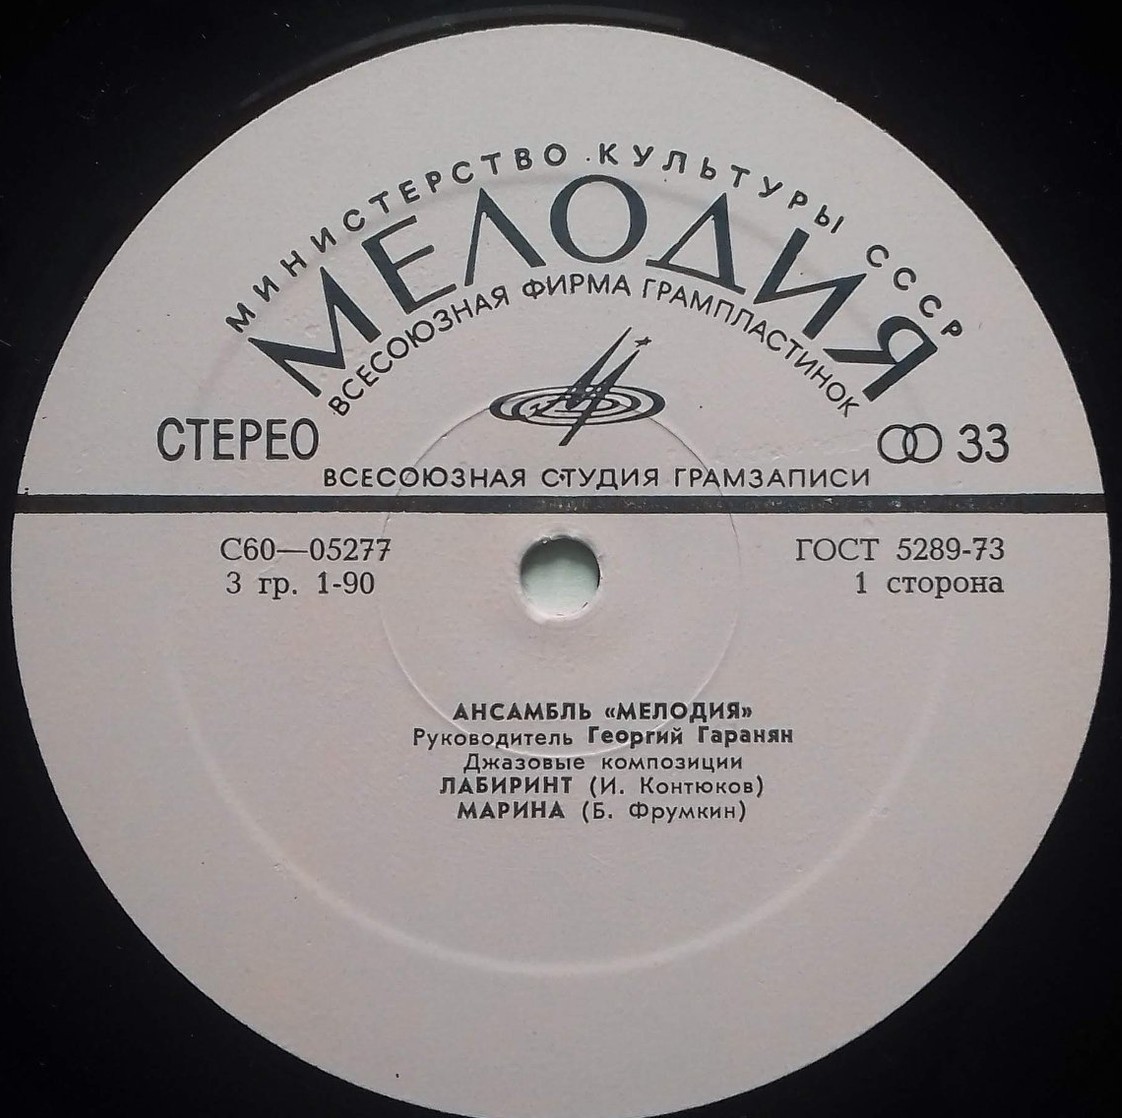 МИНИСТЕРСТВО КУЛЬТУРЫ СССР
МЕЛОДИЯ
ВСЕСОЮЗНАЯ ФИРМА ГРАМПЛАСТИНОК
СТЕРЕО
33
ВСЕСОЮЗНАЯ СТУДИЯ ГРАМЗАПИСИ
С60—05277
ГОСТ 5289-73
3 гр. 1-90
1 сторона
АНСАМБЛЬ «МЕЛОДИЯ»
Руководитель Георгий Гаранян
Джазовые композиции
ЛАБИРИНТ (И. Контюков)
МАРИНА (Б. Фрумкин)